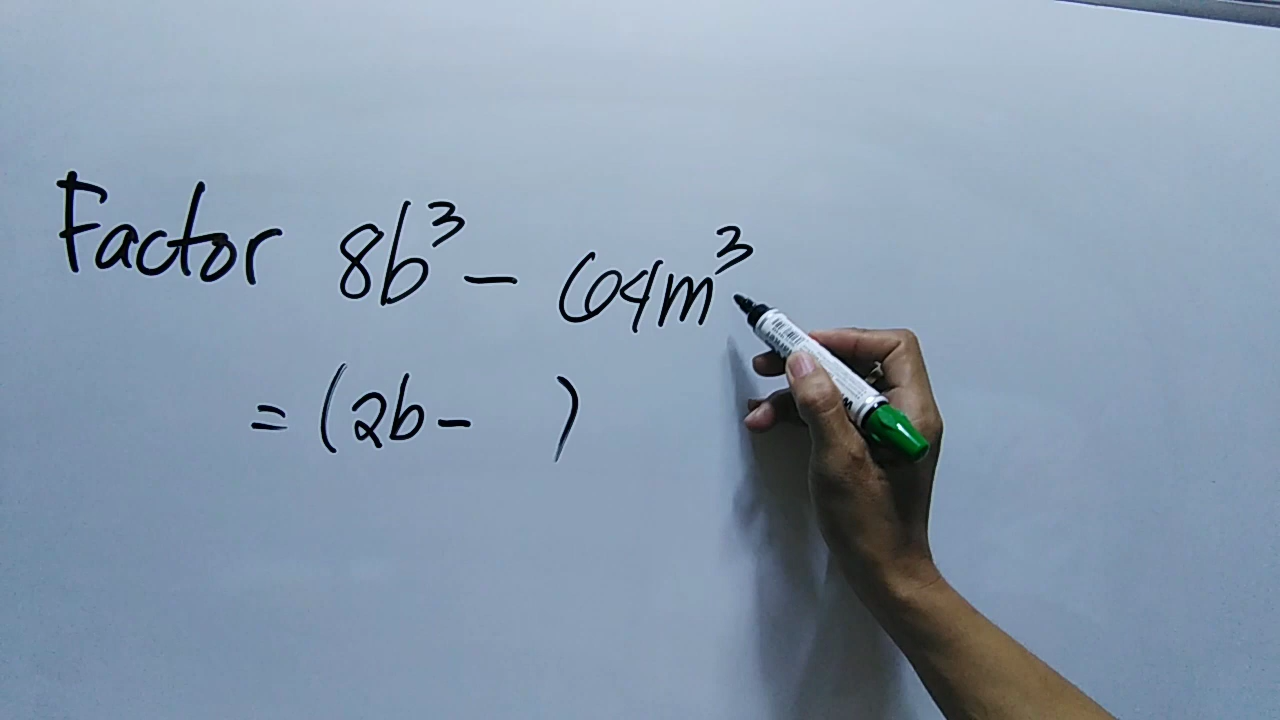 Factor 8b³ - 64m³
= (2b -   )